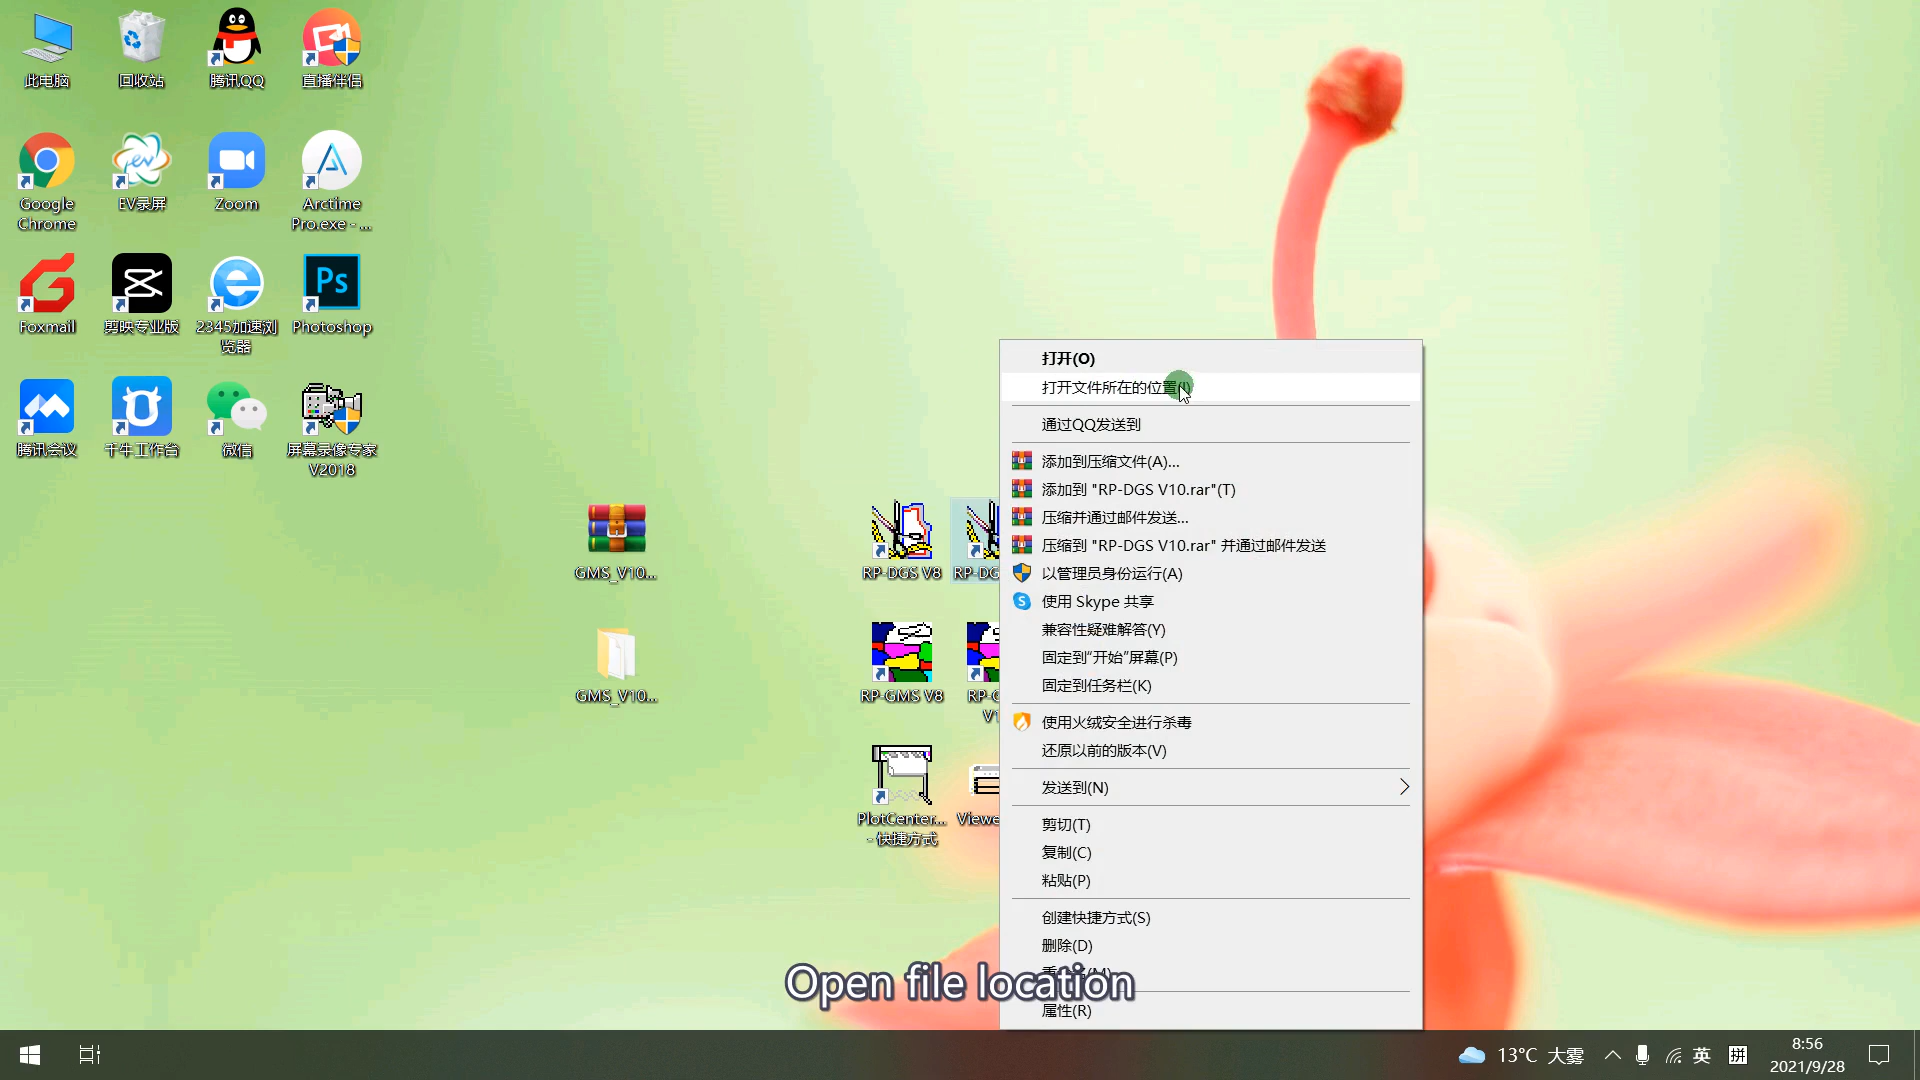 此电脑
回收站
腾讯QQ
直播伴侣
Google
Chrome
EV录屏
Zoom
Arctime
Pro.exe - ...
Foxmail
剪映专业版
2345加速浏
览器
Ps
Photoshop
腾讯会议
千牛工作台
微信
屏幕录像专家
V2018
GMS_V10...
GMS_V10...
RP-DGS V8
RP-DG
RP-GMS V8
RP-G
V1
PlotCenter...
- 快捷方式
Viewe
打开(O)
打开文件所在的位置(I)
通过QQ发送到
添加到压缩文件(A)...
添加到 "RP-DGS V10.rar"(T)
压缩并通过邮件发送...
压缩到 "RP-DGS V10.rar" 并通过邮件发送
以管理员身份运行(A)
使用 Skype 共享
兼容性疑难解答(Y)
固定到“开始”屏幕(P)
固定到任务栏(K)
使用火绒安全进行杀毒
还原以前的版本(V)
发送到(N)
剪切(T)
复制(C)
粘贴(P)
创建快捷方式(S)
删除(D)
Open file location
属性(R)
13°C 大雾
英
拼
8:56
2021/9/28